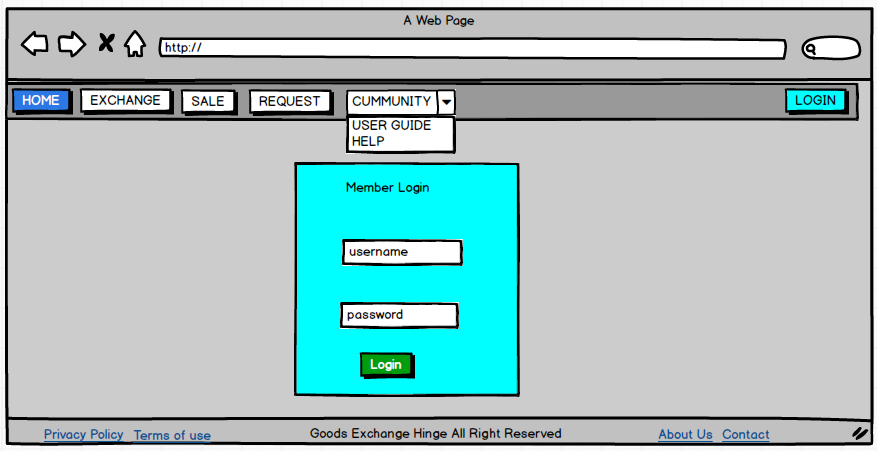 A Web Page
http://
HOME EXCHANGE SALE REQUEST CUMMUNITY LOGIN
USER GUIDE
HELP
Member Login
username
password
Login
Privacy Policy Terms of use Goods Exchange Hinge All Right Reserved About Us Contact